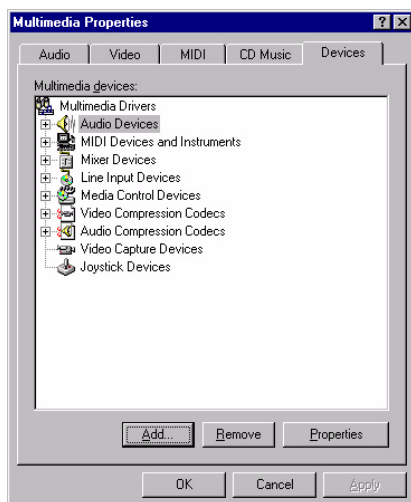 Multimedia Properties
Audio Video MIDI CD Music Devices
Multimedia devices:
Multimedia Drivers
Audio Devices
MIDI Devices and Instruments
Mixer Devices
Line Input Devices
Media Control Devices
Video Compression Codecs
Audio Compression Codecs
Video Capture Devices
Joystick Devices
Add... Remove Properties
OK Cancel Apply